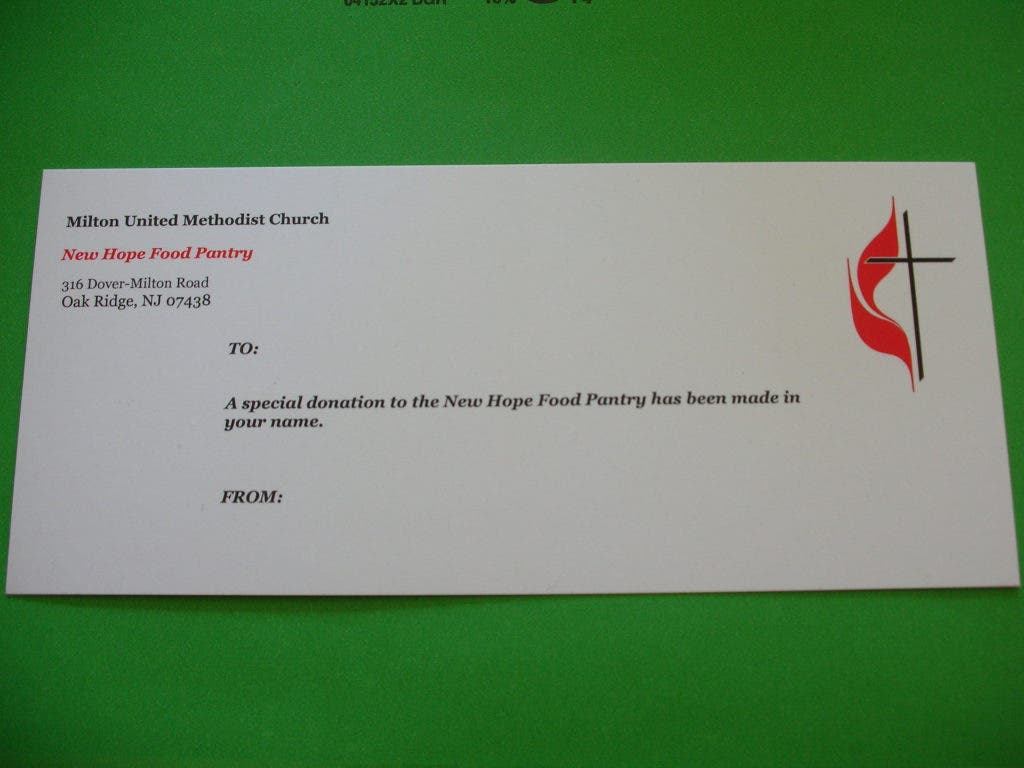 Milton United Methodist Church
New Hope Food Pantry
316 Dover-Milton Road
Oak Ridge, NJ 07438
TO:
A special donation to the New Hope Food Pantry has been made in
your name.
FROM: